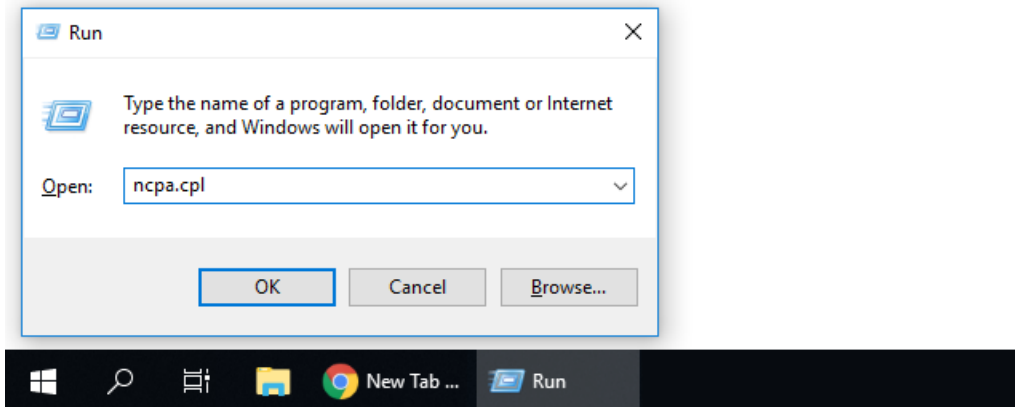 Run
Type the name of a program, folder, document or Internet
resource, and Windows will open it for you.
Open: ncpa.cpl
OK Cancel Browse...
New Tab ... Run